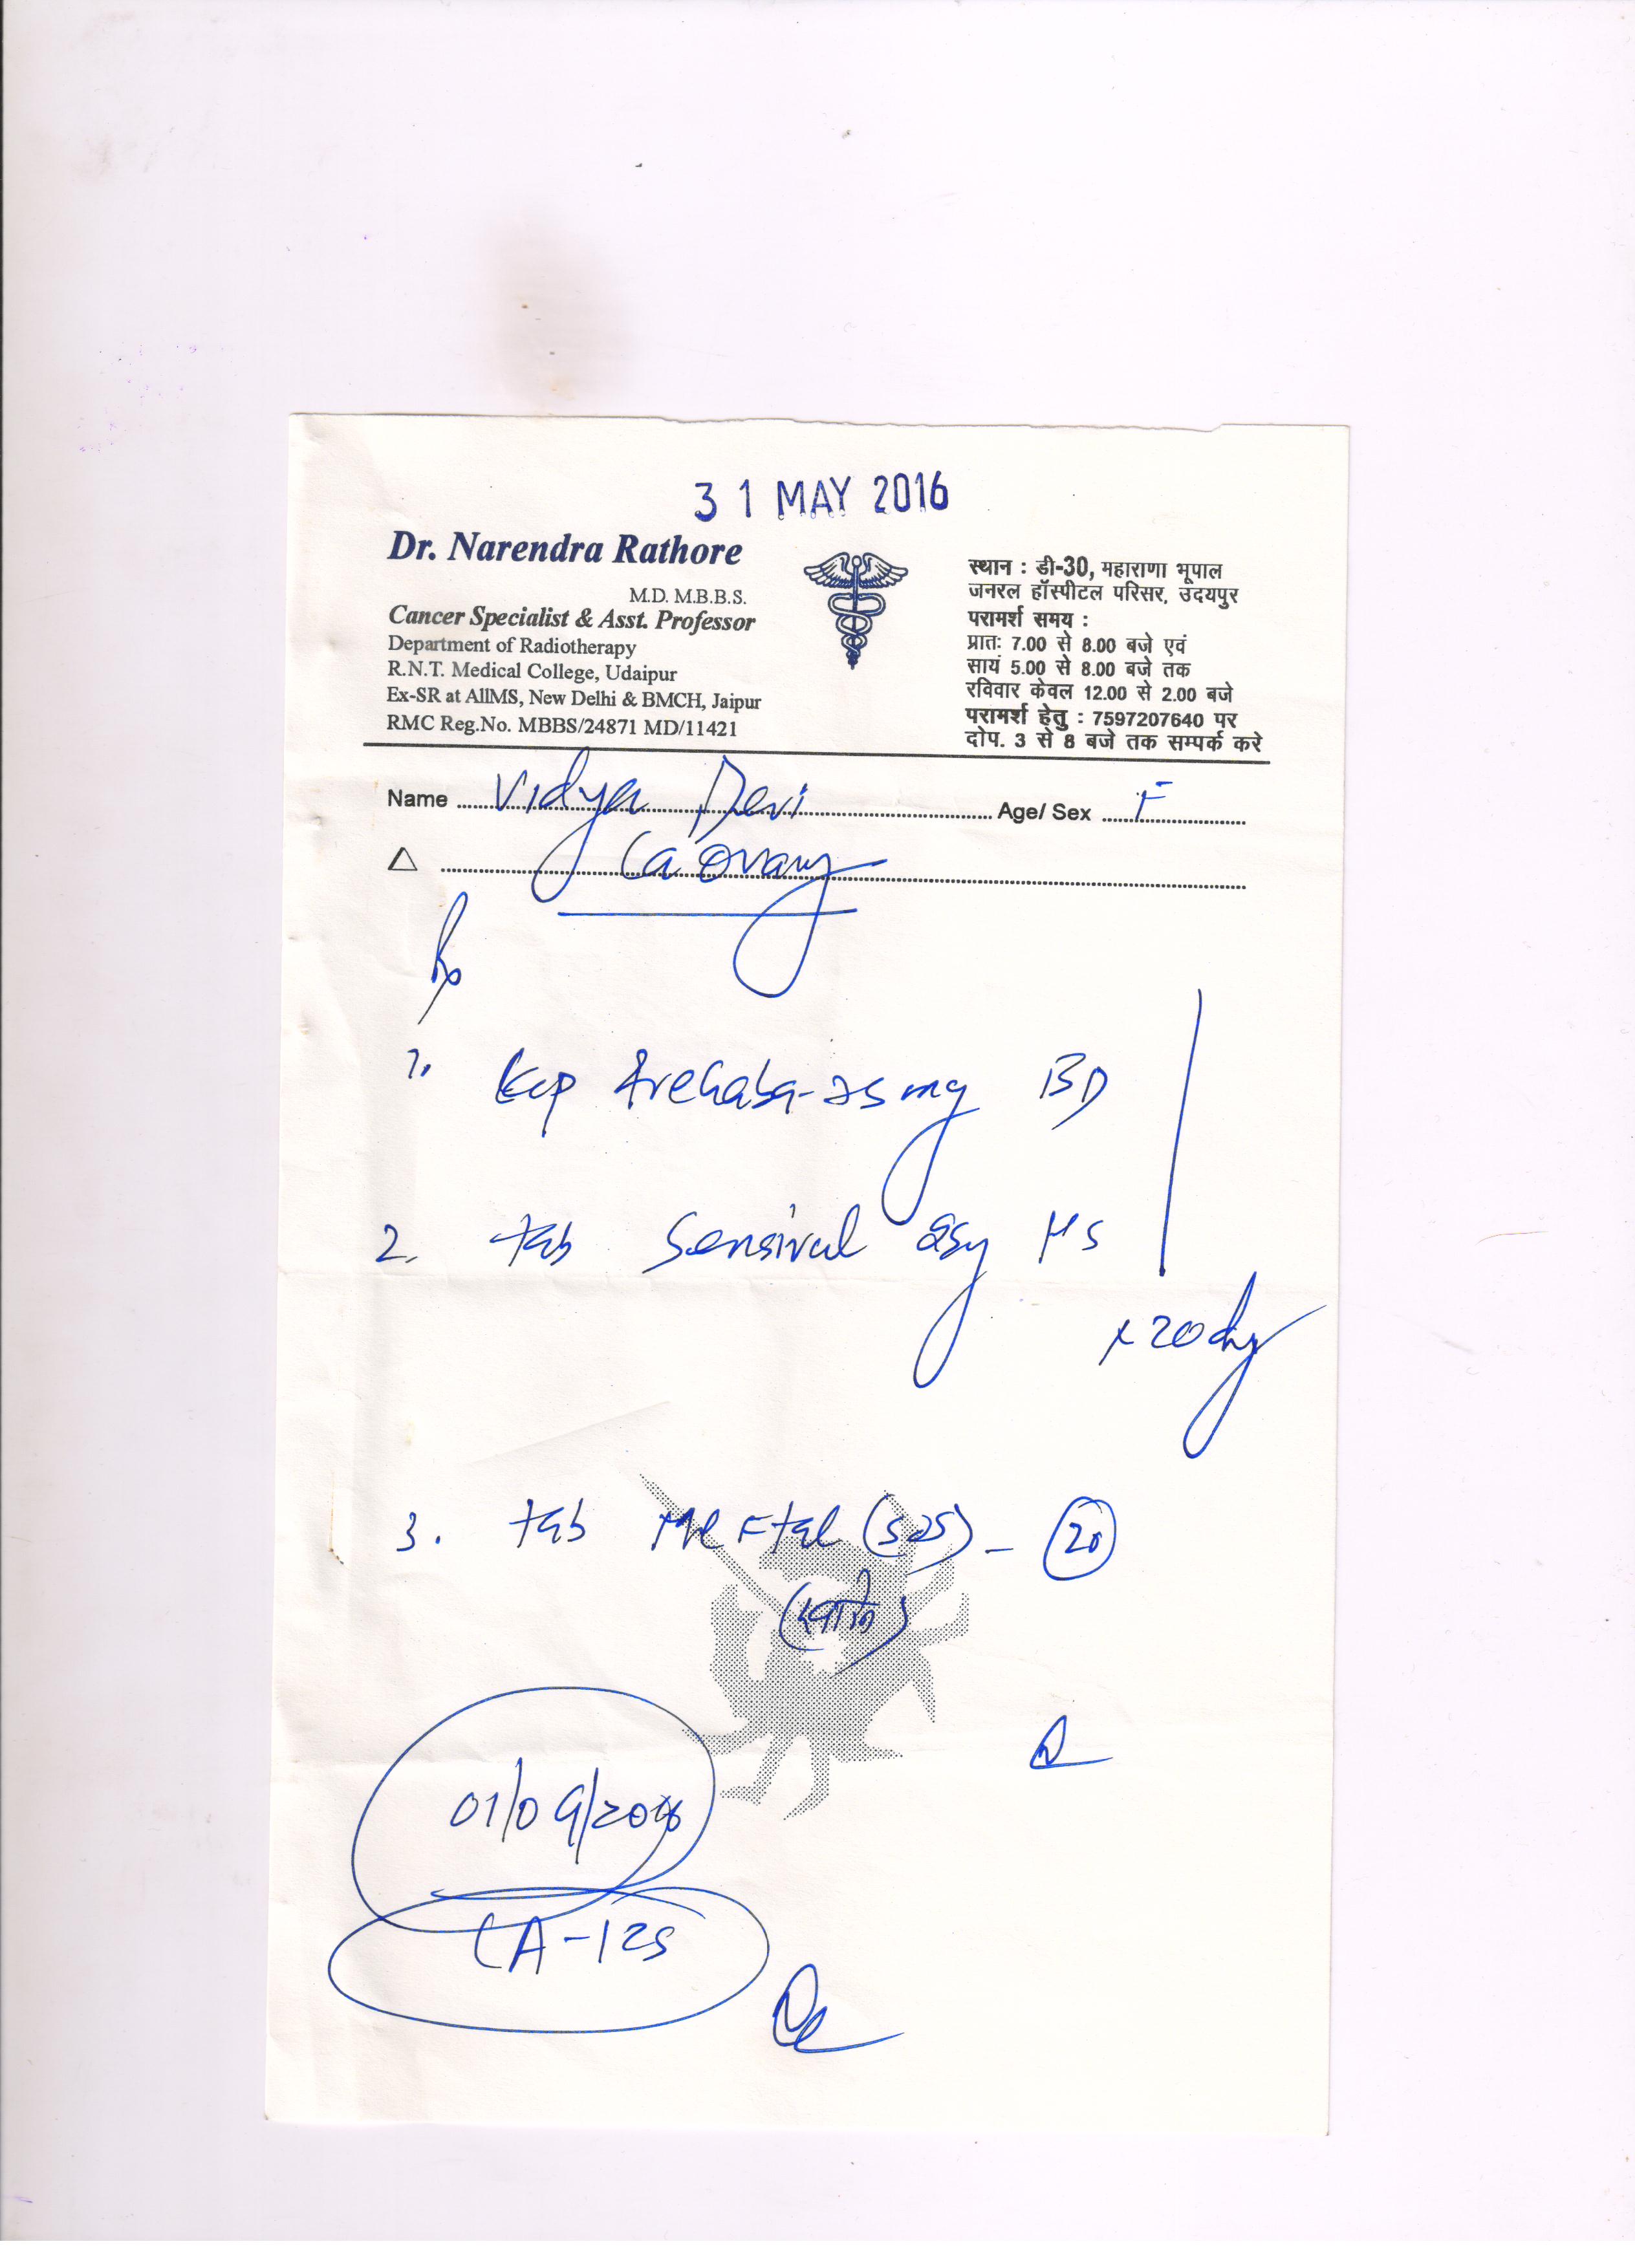 31 MAY 2016
Dr. Narendra Rathore
M.D. M.B.B.S.
Cancer Specialist & Asst. Professor
Department of Radiotherapy
R.N.T. Medical College, Udaipur
Ex-SR at AIIMS, New Delhi & BMCH, Jaipur
RMC Reg.No. MBBS/24871 MD/11421
स्थान : डी-30, महाराणा भूपाल
जनरल हॉस्पीटल परिसर, उदयपुर
परामर्श समय :
प्रातः 7.00 से 8.00 बजे एवं
सायं 5.00 से 8.00 बजे तक
रविवार केवल 12.00 से 2.00 बजे
परामर्श हेतु : 7597207640 पर
दोप. 3 से 8 बजे तक सम्पर्क करे
Name Vidya Devi Age/ Sex F
△ Ca Ovary
Rx
1. Cap 75 mg BD
2. tab Sensival 25mg HS
x 20 day
3. tab Meftal (SOS) - 20
01/09/2016
CA-125